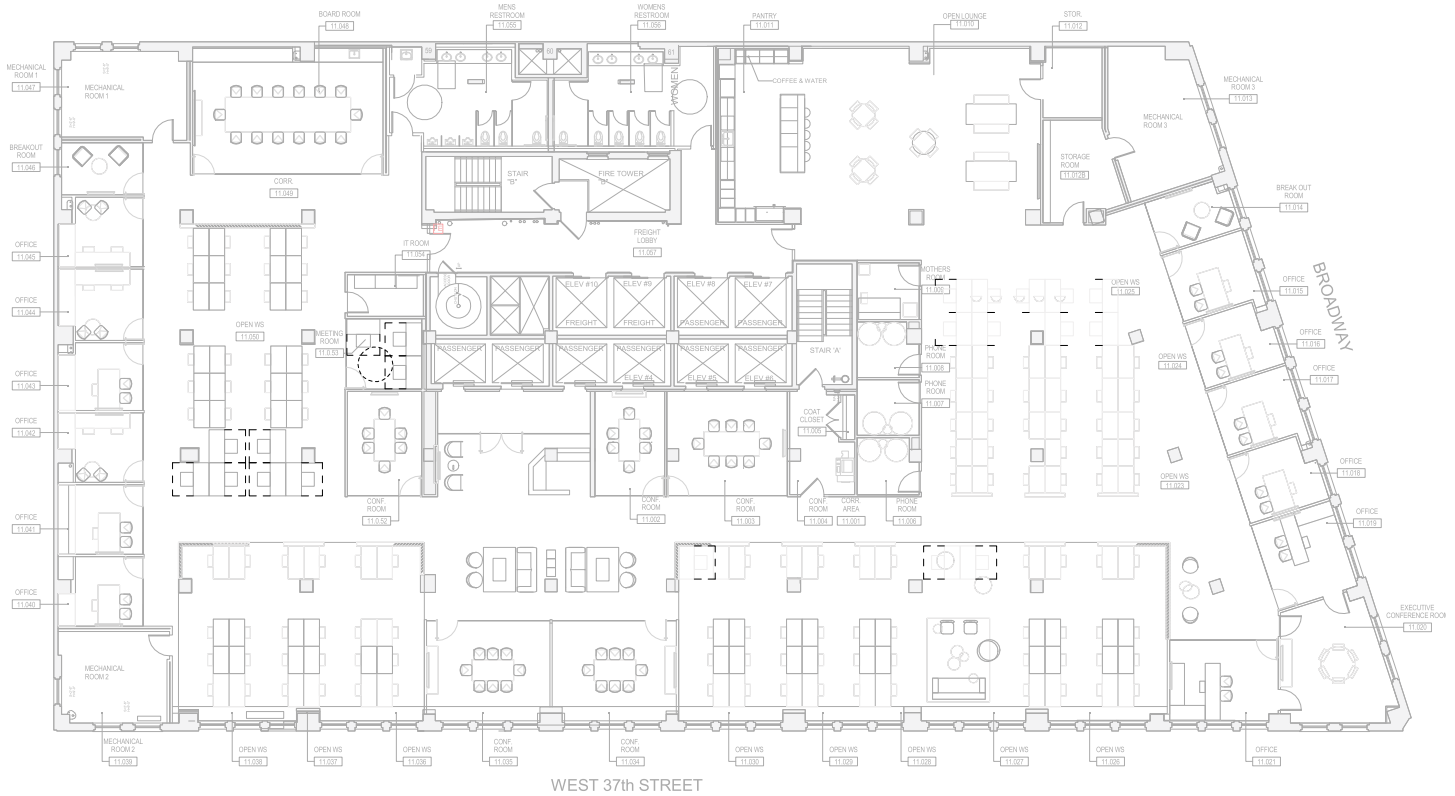 BOARD ROOM
11.048
MENS
RESTROOM
11.055
WOMENS
RESTROOM
11.056
PANTRY
11.011
OPEN LOUNGE
11.010
STOR.
11.012
59
60
61
WOMEN
COFFEE & WATER
MECHANICAL
ROOM 1
11.047
MECHANICAL
ROOM 1
MECHANICAL
ROOM 3
11.013
MECHANICAL
ROOM 3
BREAKOUT
ROOM
11.046
CORR.
11.049
STAIR
"B"
FIRE TOWER
"B"
STORAGE
ROOM
11.012B
BREAK OUT
ROOM
11.014
OFFICE
11.045
IT ROOM
11.054
FREIGHT
LOBBY
11.057
MOTHERS
ROOM
11.009
OPEN WS
11.025
OFFICE
11.015
BROADWAY
ELEV #10
FREIGHT
ELEV #9
FREIGHT
ELEV #8
PASSENGER
ELEV #7
PASSENGER
OFFICE
11.044
OPEN WS
11.050
MEETING
ROOM
11.0.53
PASSENGER
PASSENGER
PASSENGER
PASSENGER
ELEV #4
PASSENGER
ELEV #5
PASSENGER
ELEV #6
STAIR 'A'
PHONE
ROOM
11.008
OPEN WS
11.024
OFFICE
11.016
OFFICE
11.017
OFFICE
11.043
PHONE
ROOM
11.007
COAT
CLOSET
11.005
OFFICE
11.042
OPEN WS
11.023
OFFICE
11.018
CONF.
ROOM
11.0.52
CONF.
ROOM
11.002
CONF.
ROOM
11.003
CONF.
ROOM
11.004
CORR.
AREA
11.001
PHONE
ROOM
11.006
OFFICE
11.019
OFFICE
11.041
OFFICE
11.040
EXECUTIVE
CONFERENCE ROOM
11.020
MECHANICAL
ROOM 2
MECHANICAL
ROOM 2
11.039
OPEN WS
11.038
OPEN WS
11.037
OPEN WS
11.036
CONF.
ROOM
11.035
CONF.
ROOM
11.034
OPEN WS
11.030
OPEN WS
11.029
OPEN WS
11.028
OPEN WS
11.027
OPEN WS
11.026
OFFICE
11.021
WEST 37th STREET